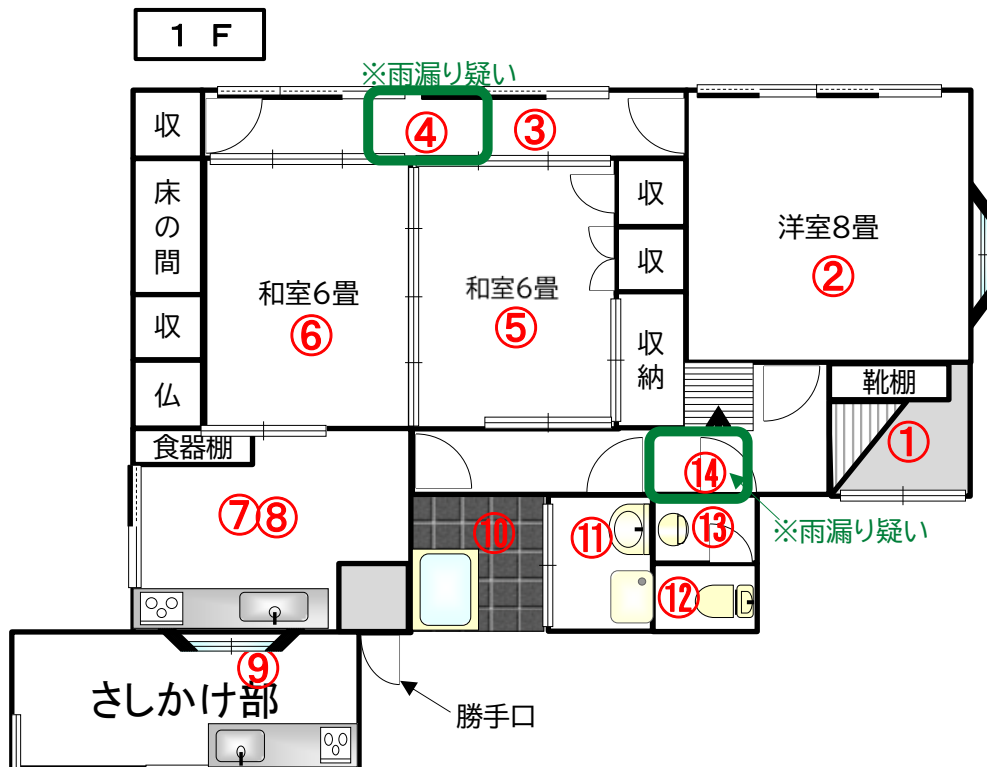 1 F
※雨漏り疑い
収
④
③
床の間
収
洋室8畳
②
収
和室6畳
⑥
和室6畳
⑤
収
収納
仏
靴棚
①
食器棚
⑭
⑦⑧
⑩
⑪
⑬
※雨漏り疑い
⑫
⑨
さしかけ部
勝手口